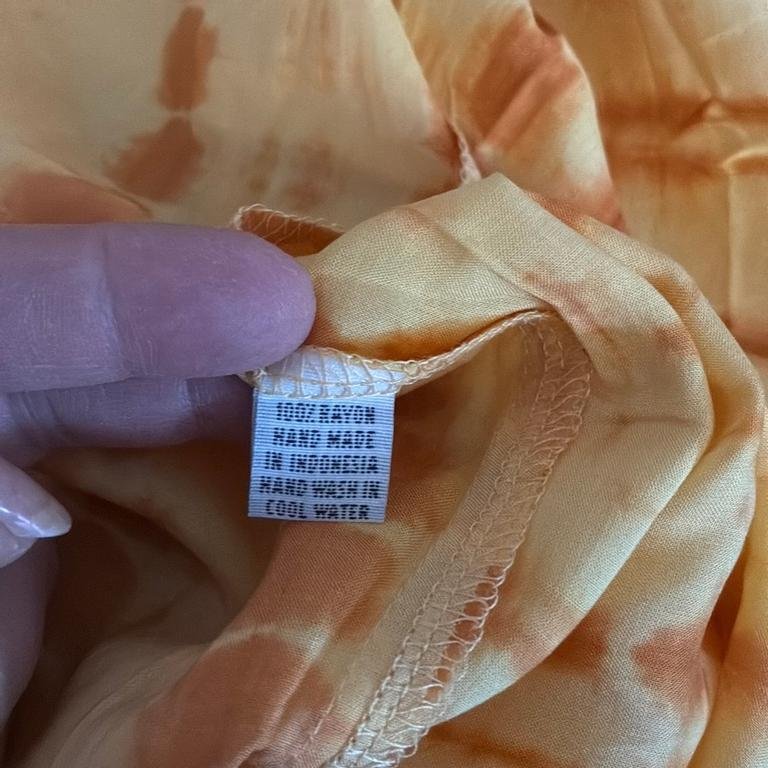 100% RAYON
HAND MADE
IN INDONESIA
HAND WASH IN
COOL WATER